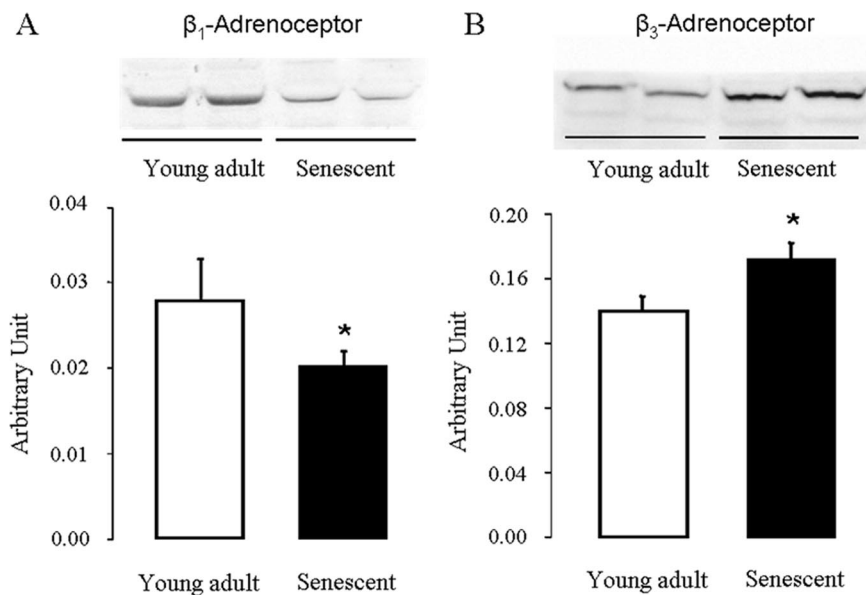 A
β₁-Adrenoceptor
Young adult Senescent
0.04
0.03
0.02
0.01
0.00
Arbitrary Unit
*
Young adult Senescent
B
β₃-Adrenoceptor
Young adult Senescent
0.20
0.16
0.12
0.08
0.04
0.00
Arbitrary Unit
*
Young adult Senescent